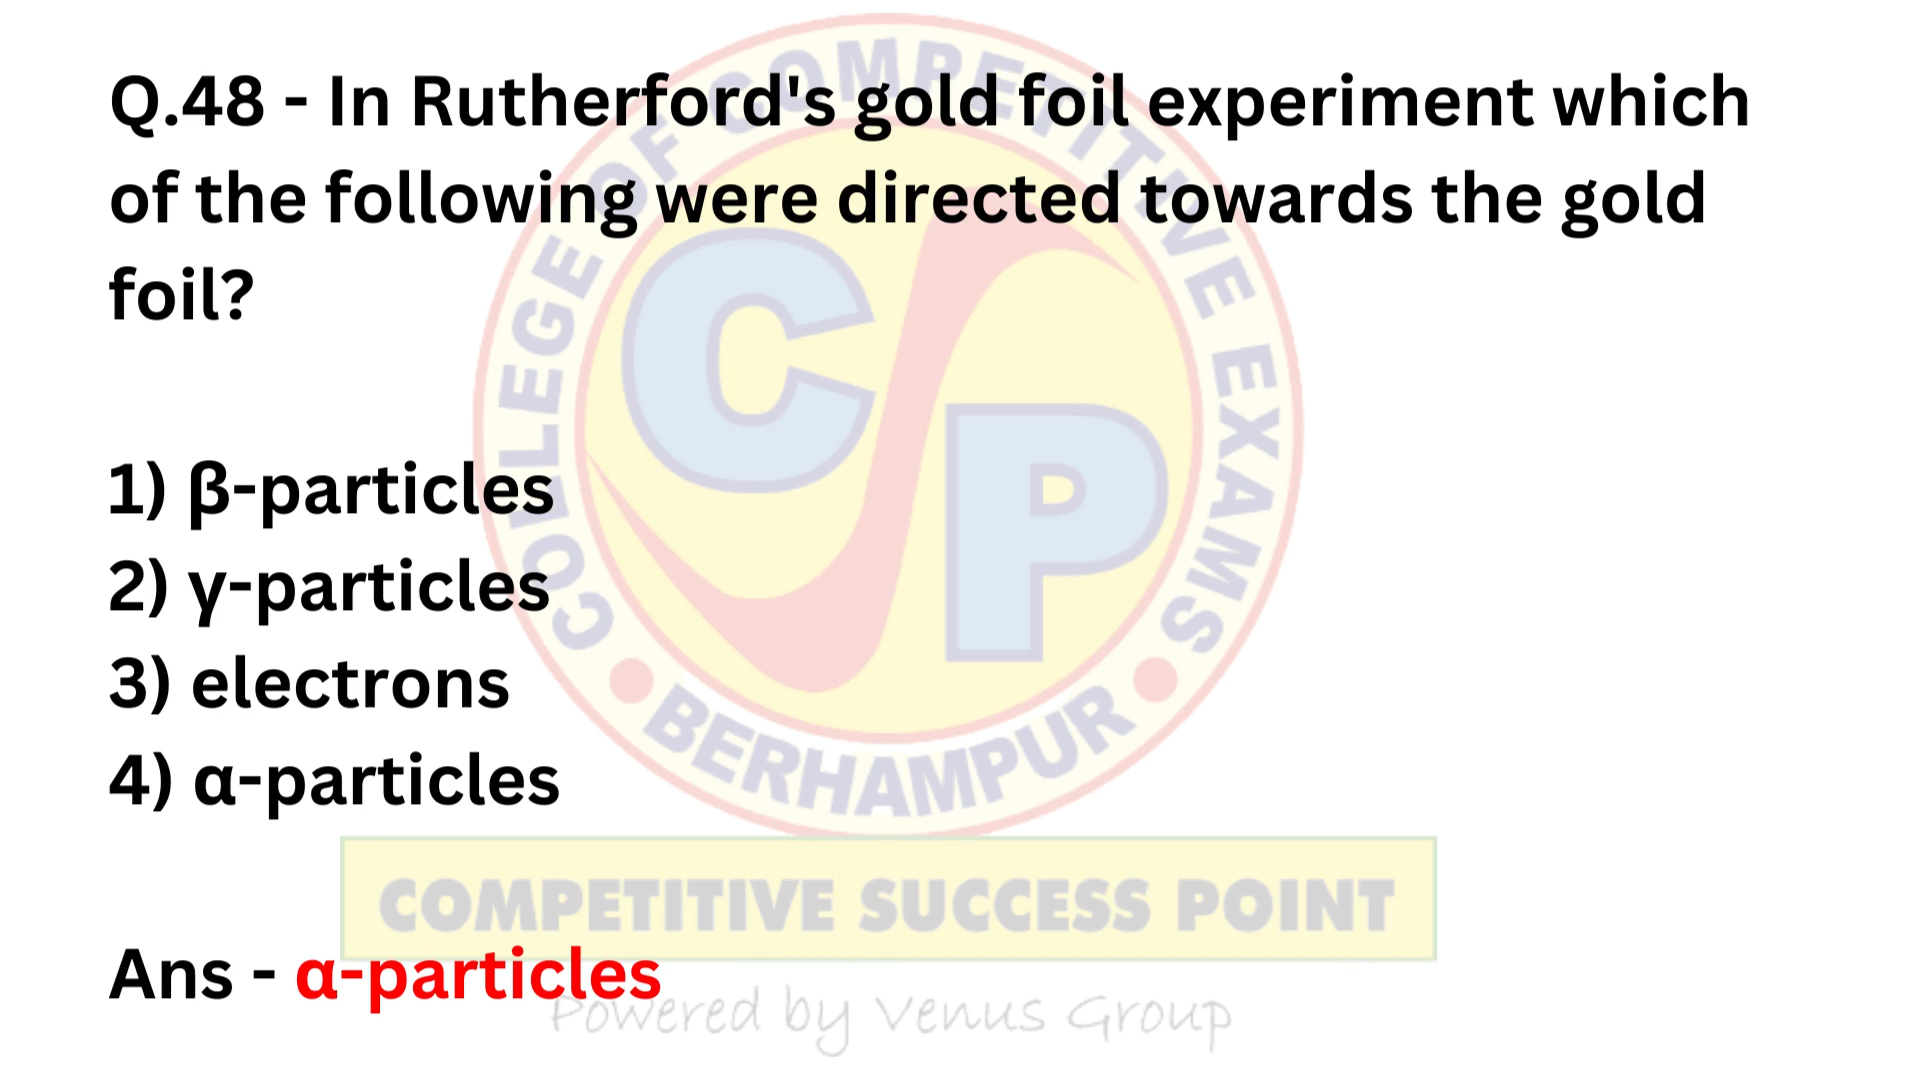 Q.48 - In Rutherford's gold foil experiment which
of the following were directed towards the gold
foil?
1) β-particles
2) γ-particles
3) electrons
4) α-particles
Ans - α-particles
COLLEGE OF COMPETITIVE EXAMS
CP
BERHAMPUR
COMPETITIVE SUCCESS POINT
Powered by Venus Group